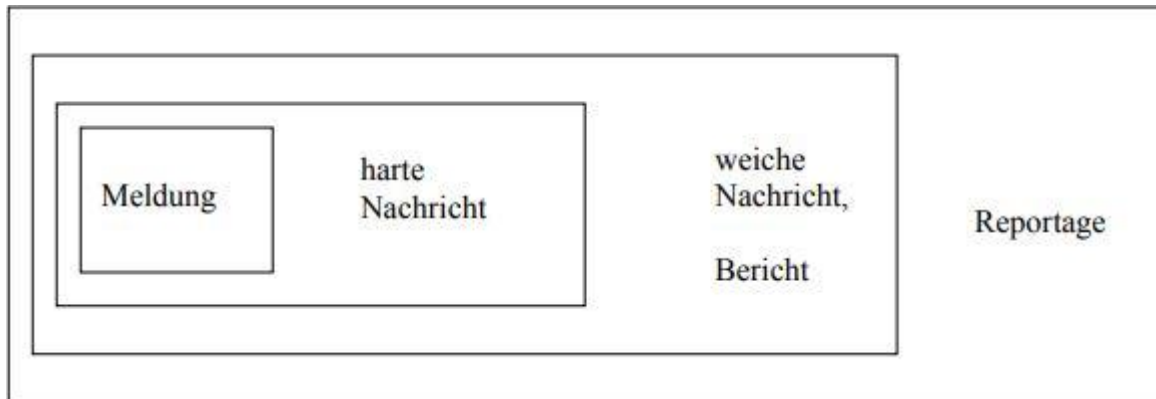 Meldung
harte
Nachricht
weiche
Nachricht,
Bericht
Reportage